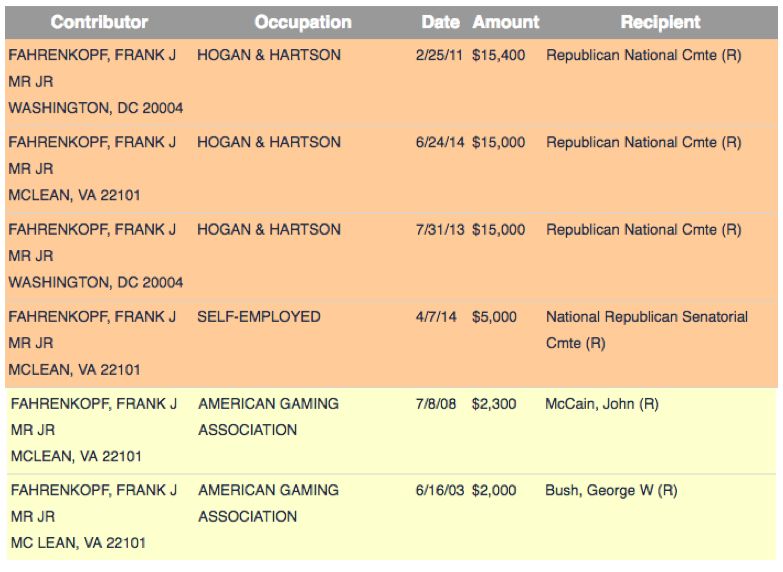 Contributor Occupation Date Amount Recipient
FAHRENKOPF, FRANK J HOGAN & HARTSON 2/25/11 $15,400 Republican National Cmte (R)
MR JR
WASHINGTON, DC 20004
FAHRENKOPF, FRANK J HOGAN & HARTSON 6/24/14 $15,000 Republican National Cmte (R)
MR JR
MCLEAN, VA 22101
FAHRENKOPF, FRANK J HOGAN & HARTSON 7/31/13 $15,000 Republican National Cmte (R)
MR JR
WASHINGTON, DC 20004
FAHRENKOPF, FRANK J SELF-EMPLOYED 4/7/14 $5,000 National Republican Senatorial
MR JR Cmte (R)
MCLEAN, VA 22101
FAHRENKOPF, FRANK J AMERICAN GAMING 7/8/08 $2,300 McCain, John (R)
MR JR ASSOCIATION
MCLEAN, VA 22101
FAHRENKOPF, FRANK J AMERICAN GAMING 6/16/03 $2,000 Bush, George W (R)
MR JR ASSOCIATION
MC LEAN, VA 22101